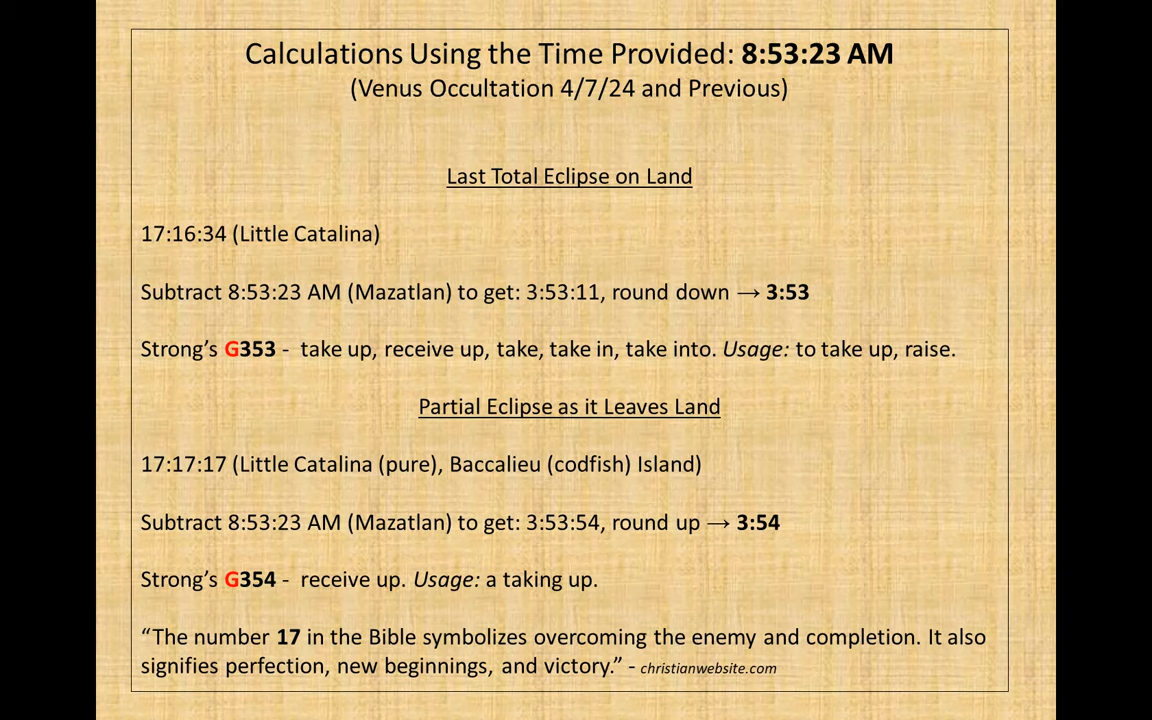 Calculations Using the Time Provided: 8:53:23 AM
(Venus Occultation 4/7/24 and Previous)
Last Total Eclipse on Land
17:16:34 (Little Catalina)
Subtract 8:53:23 AM (Mazatlan) to get: 3:53:11, round down → 3:53
Strong’s G353 - take up, receive up, take, take in, take into. Usage: to take up, raise.
Partial Eclipse as it Leaves Land
17:17:17 (Little Catalina (pure), Baccalieu (codfish) Island)
Subtract 8:53:23 AM (Mazatlan) to get: 3:53:54, round up → 3:54
Strong’s G354 - receive up. Usage: a taking up.
“The number 17 in the Bible symbolizes overcoming the enemy and completion. It also
signifies perfection, new beginnings, and victory.” - christianwebsite.com